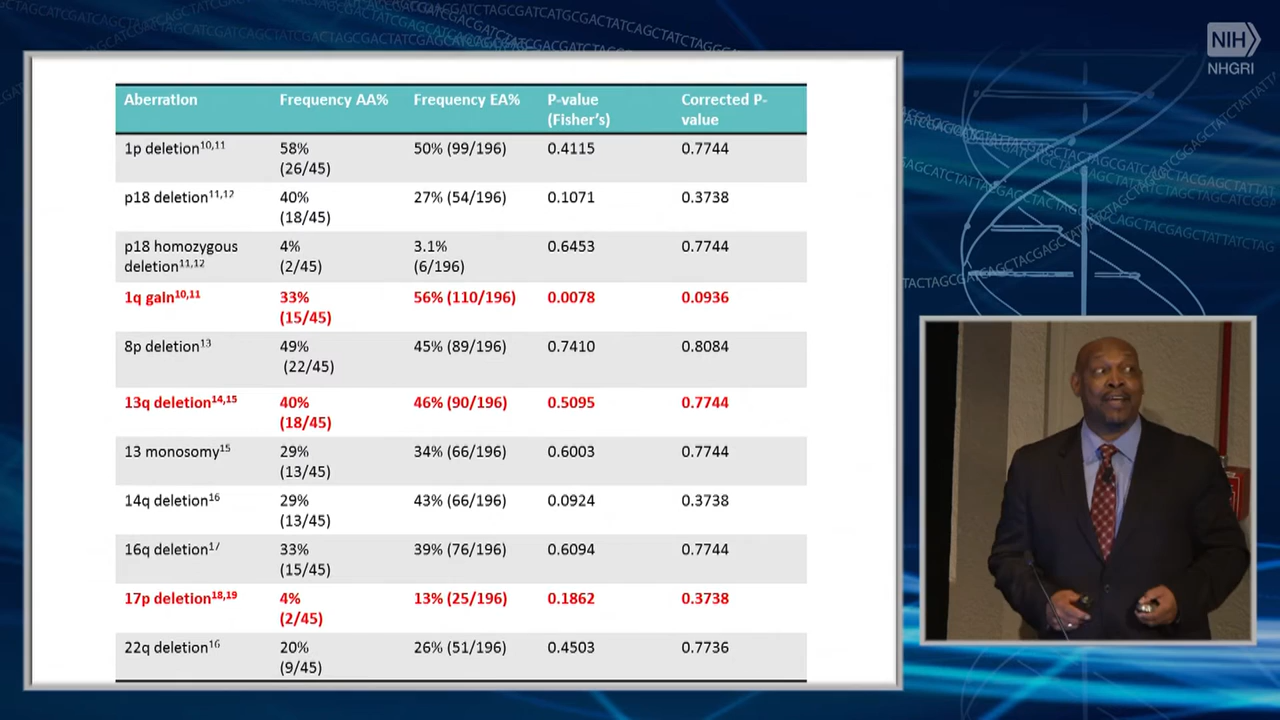 NIH
NHGRI
Aberration Frequency AA% Frequency EA% P-value (Fisher's) Corrected P-value
1p deletion10,11 58% (26/45) 50% (99/196) 0.4115 0.7744
p18 deletion11,12 40% (18/45) 27% (54/196) 0.1071 0.3738
p18 homozygous deletion11,12 4% (2/45) 3.1% (6/196) 0.6453 0.7744
1q gain10,11 33% (15/45) 56% (110/196) 0.0078 0.0936
8p deletion13 49% (22/45) 45% (89/196) 0.7410 0.8084
13q deletion14,15 40% (18/45) 46% (90/196) 0.5095 0.7744
13 monosomy15 29% (13/45) 34% (66/196) 0.6003 0.7744
14q deletion16 29% (13/45) 43% (66/196) 0.0924 0.3738
16q deletion1/ 33% (15/45) 39% (76/196) 0.6094 0.7744
17p deletion18,19 4% (2/45) 13% (25/196) 0.1862 0.3738
22q deletion16 20% (9/45) 26% (51/196) 0.4503 0.7736